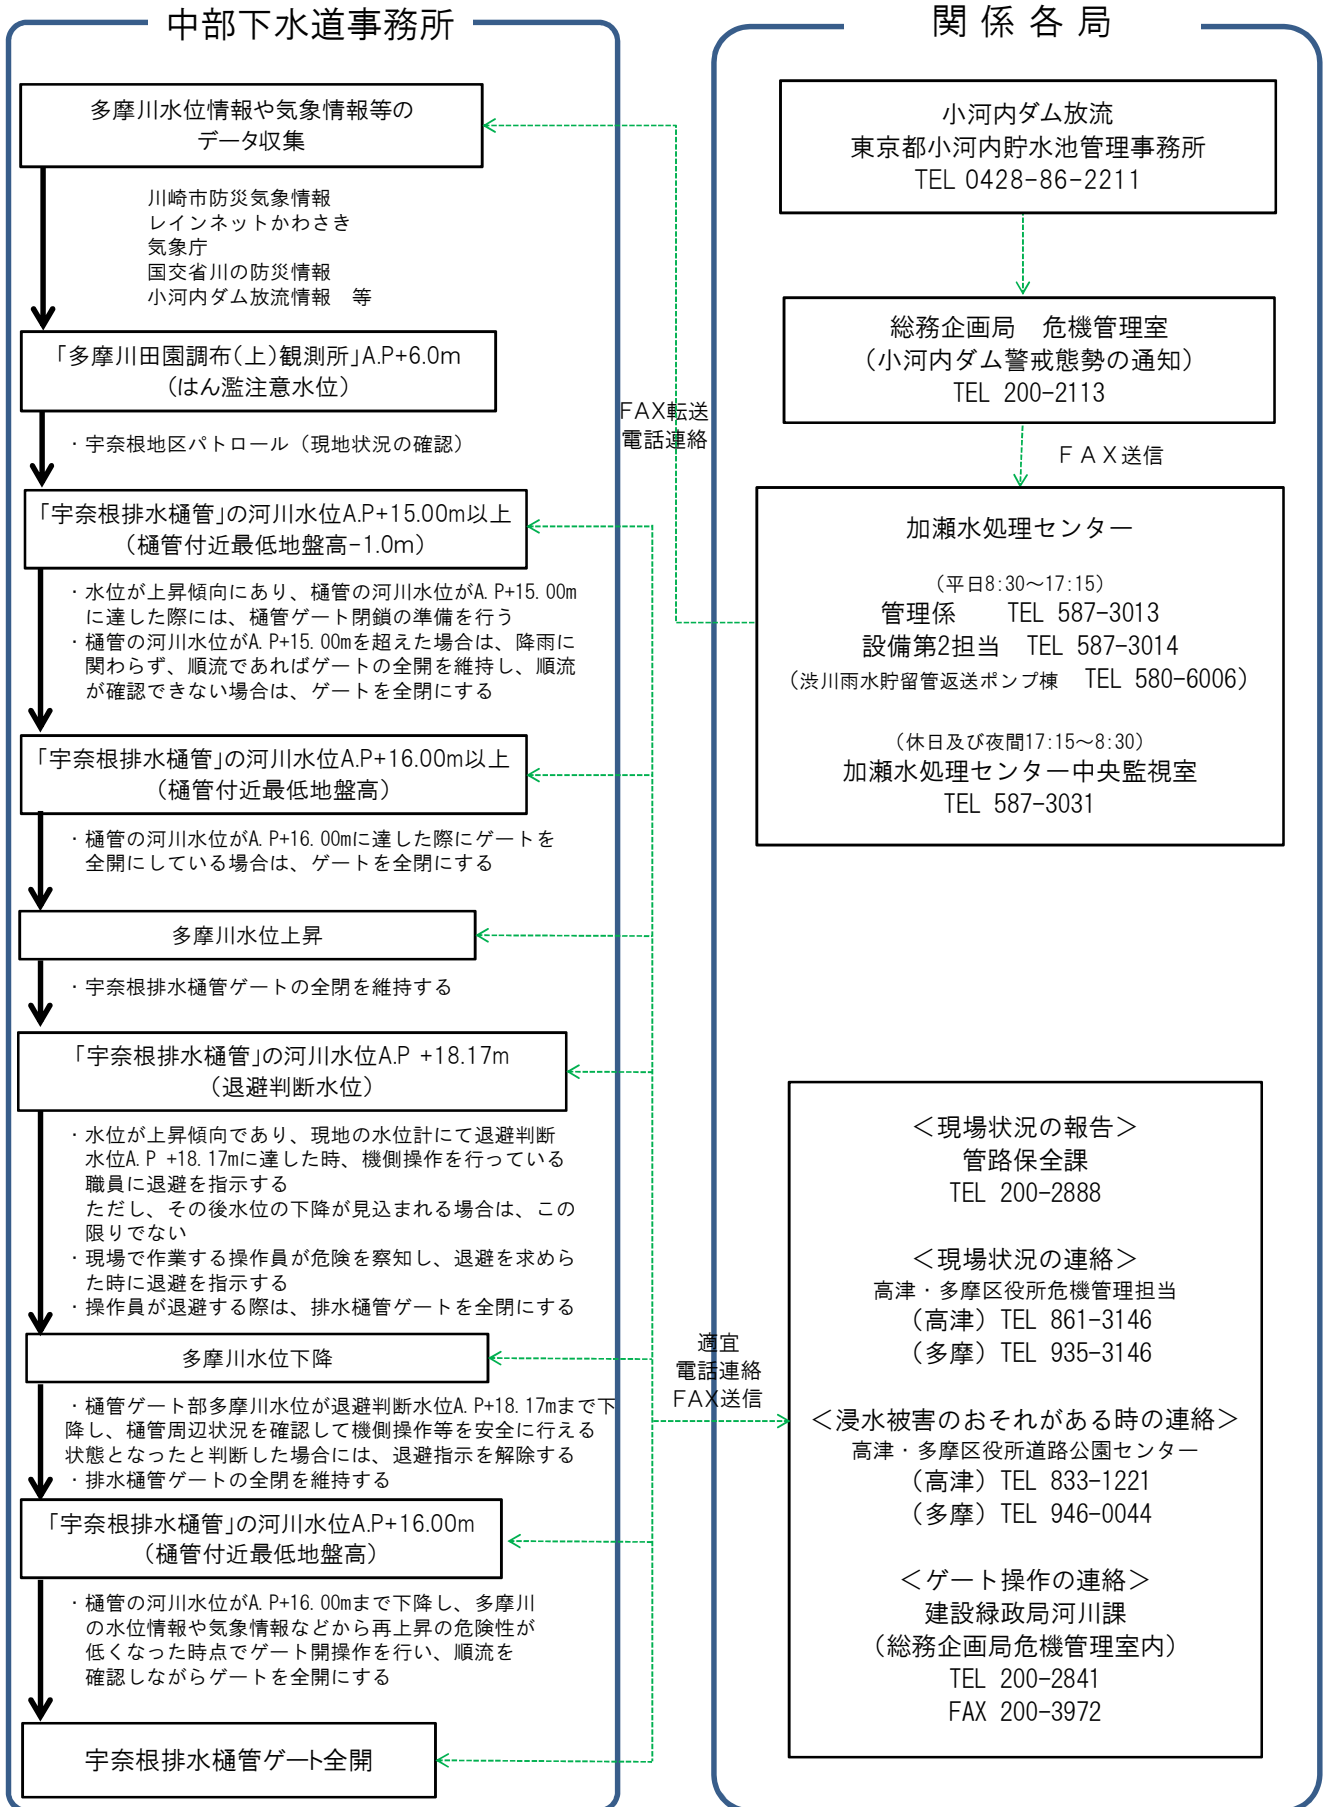 中部下水道事務所
多摩川水位情報や気象情報等の
データ収集
川崎市防災気象情報
レインネットかわさき
気象庁
国交省川の防災情報
小河内ダム放流情報　等
「多摩川田園調布（上）観測所」A.P+6.0m
（はん濫注意水位）
・宇奈根地区パトロール（現地状況の確認）
「宇奈根排水樋管」の河川水位A.P+15.00m以上
（樋管付近最低地盤高-1.0m）
・水位が上昇傾向にあり、樋管の河川水位がA.P+15.00m
に達した際には、樋管ゲート閉鎖の準備を行う
・樋管の河川水位がA.P+15.00mを超えた場合は、降雨に
関わらず、順流であればゲートの全開を維持し、順流
が確認できない場合は、ゲートを全閉にする
「宇奈根排水樋管」の河川水位A.P+16.00m以上
（樋管付近最低地盤高）
・樋管の河川水位がA.P+16.00mに達した際にゲートを
全開にしている場合は、ゲートを全閉にする
多摩川水位上昇
・宇奈根排水樋管ゲートの全閉を維持する
「宇奈根排水樋管」の河川水位A.P +18.17m
（退避判断水位）
・水位が上昇傾向であり、現地の水位計にて退避判断
水位A.P +18.17mに達した時、機側操作を行っている
職員に退避を指示する
ただし、その後水位の下降が見込まれる場合は、この
限りでない
・現場で作業する操作員が危険を察知し、退避を求めら
た時に退避を指示する
・操作員が退避する際は、排水樋管ゲートを全閉にする
多摩川水位下降
・樋管ゲート部多摩川水位が退避判断水位A.P+18.17mまで下
降し、樋管周辺状況を確認して機側操作等を安全に行える
状態となったと判断した場合には、退避指示を解除する
・排水樋管ゲートの全閉を維持する
「宇奈根排水樋管」の河川水位A.P+16.00m
（樋管付近最低地盤高）
・樋管の河川水位がA.P+16.00mまで下降し、多摩川
の水位情報や気象情報などから再上昇の危険性が
低くなった時点でゲート開操作を行い、順流を
確認しながらゲートを全開にする
宇奈根排水樋管ゲート全開
FAX転送
電話連絡
適宜
電話連絡
FAX送信
関係各局
小河内ダム放流
東京都小河内貯水池管理事務所
TEL 0428-86-2211
総務企画局　危機管理室
（小河内ダム警戒態勢の通知）
TEL 200-2113
ＦＡＸ送信
加瀬水処理センター
（平日8:30～17:15）
管理係　　TEL 587-3013
設備第2担当　TEL 587-3014
（渋川雨水貯留管返送ポンプ棟　TEL 580-6006）
（休日及び夜間17:15～8:30）
加瀬水処理センター中央監視室
TEL 587-3031
＜現場状況の報告＞
管路保全課
TEL 200-2888
＜現場状況の連絡＞
高津・多摩区役所危機管理担当
（高津）TEL 861-3146
（多摩）TEL 935-3146
＜浸水被害のおそれがある時の連絡＞
高津・多摩区役所道路公園センター
（高津）TEL 833-1221
（多摩）TEL 946-0044
＜ゲート操作の連絡＞
建設緑政局河川課
（総務企画局危機管理室内）
TEL 200-2841
FAX 200-3972